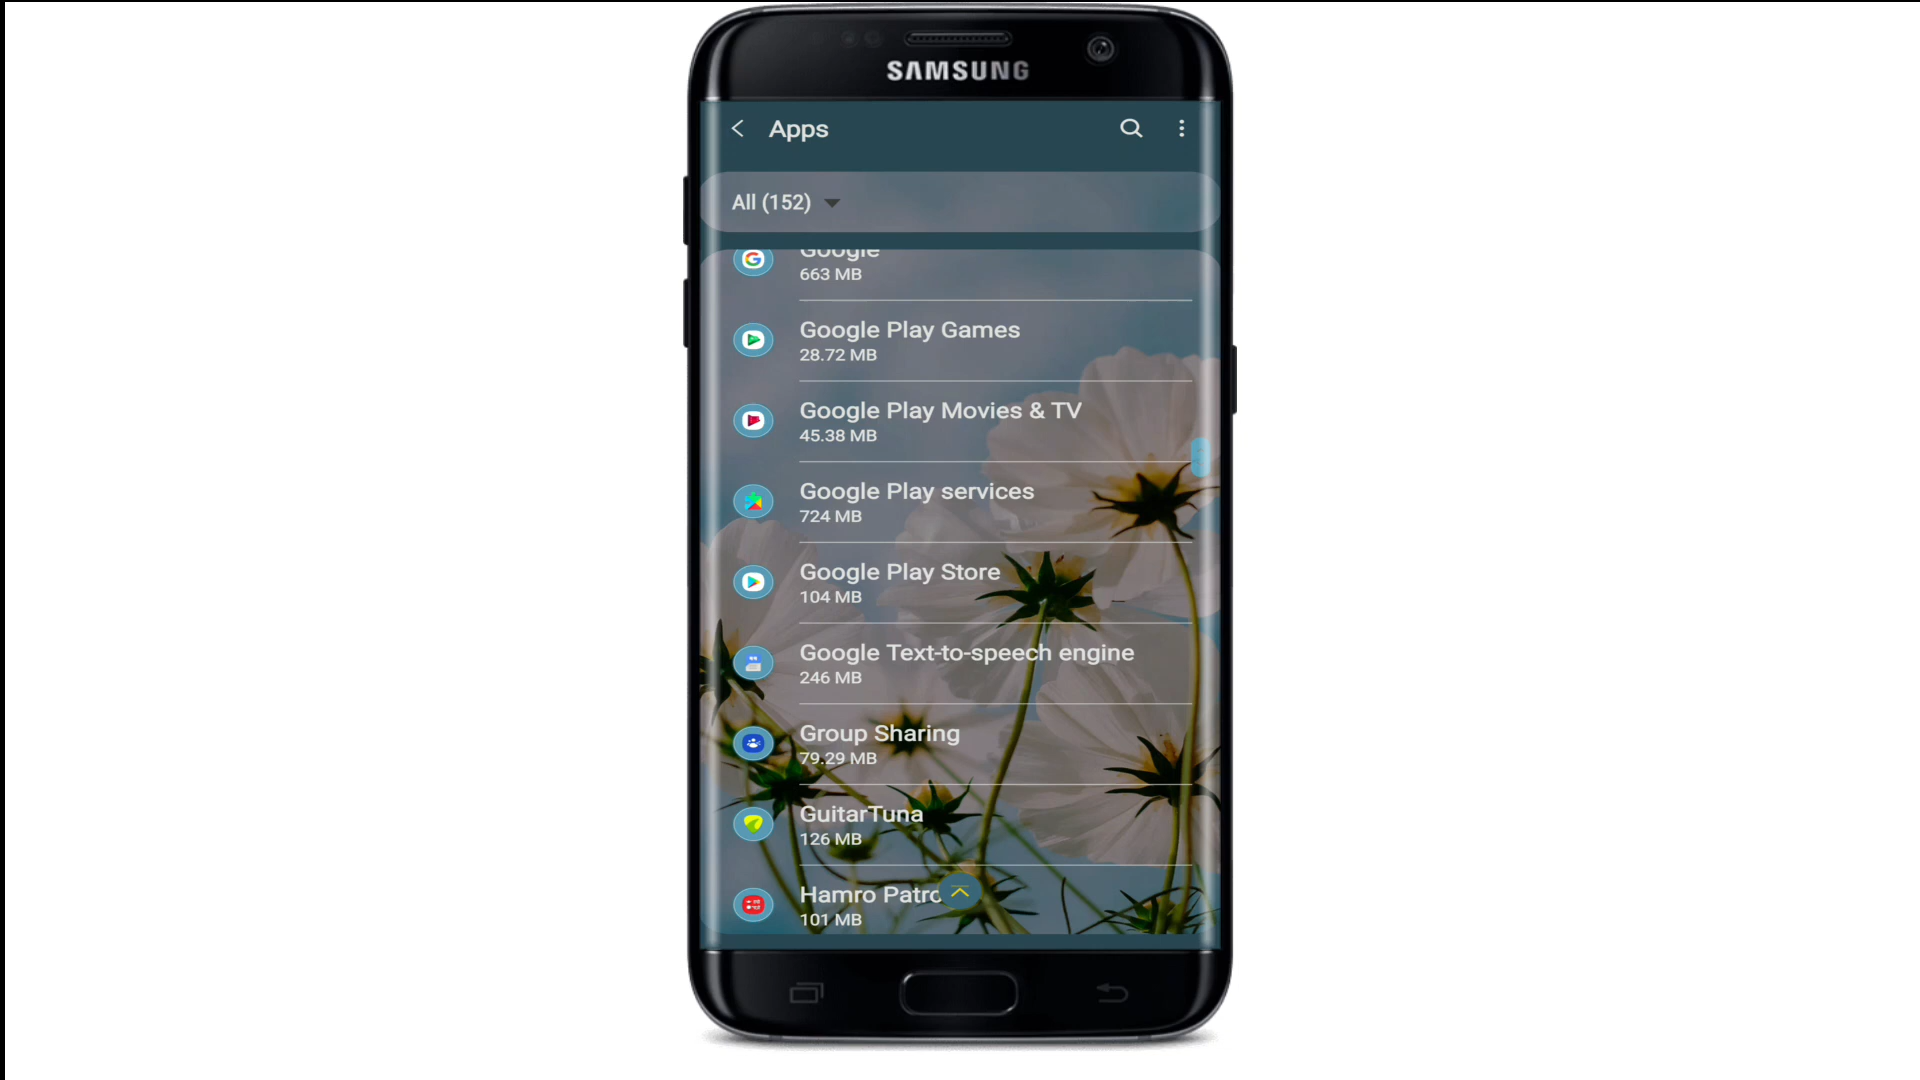 SAMSUNG
Apps
All (152)
Google
663 MB
Google Play Games
28.72 MB
Google Play Movies & TV
45.38 MB
Google Play services
724 MB
Google Play Store
104 MB
Google Text-to-speech engine
246 MB
Group Sharing
79.29 MB
GuitarTuna
126 MB
Hamro Patro
101 MB